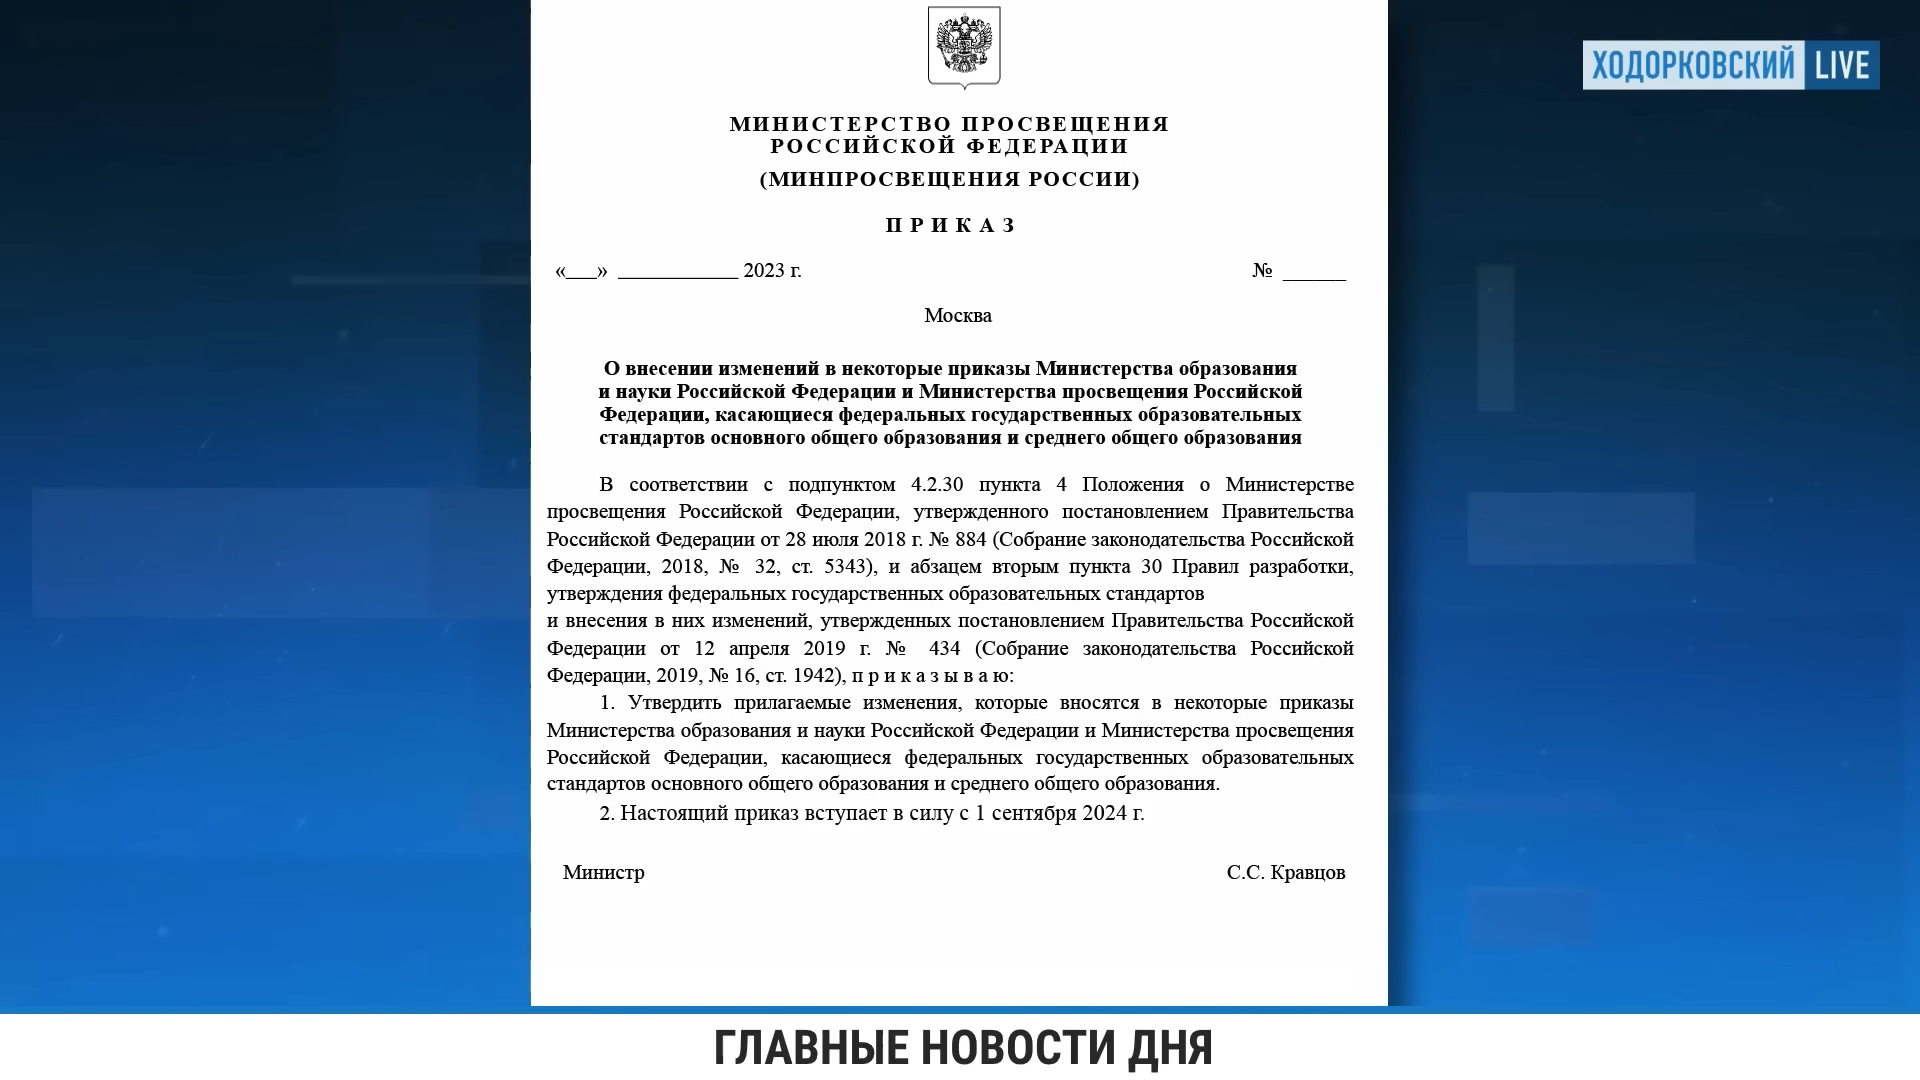 ХОДОРКОВСКИЙ LIVE
МИНИСТЕРСТВО ПРОСВЕЩЕНИЯ
РОССИЙСКОЙ ФЕДЕРАЦИИ
(МИНПРОСВЕЩЕНИЯ РОССИИ)
П Р И К А З
«___» ____________ 2023 г. № ______
Москва
О внесении изменений в некоторые приказы Министерства образования
и науки Российской Федерации и Министерства просвещения Российской
Федерации, касающиеся федеральных государственных образовательных
стандартов основного общего образования и среднего общего образования
В соответствии с подпунктом 4.2.30 пункта 4 Положения о Министерстве
просвещения Российской Федерации, утвержденного постановлением Правительства
Российской Федерации от 28 июля 2018 г. № 884 (Собрание законодательства Российской
Федерации, 2018, № 32, ст. 5343), и абзацем вторым пункта 30 Правил разработки,
утверждения федеральных государственных образовательных стандартов
и внесения в них изменений, утвержденных постановлением Правительства Российской
Федерации от 12 апреля 2019 г. № 434 (Собрание законодательства Российской
Федерации, 2019, № 16, ст. 1942), п р и к а з ы в а ю:
1. Утвердить прилагаемые изменения, которые вносятся в некоторые приказы
Министерства образования и науки Российской Федерации и Министерства просвещения
Российской Федерации, касающиеся федеральных государственных образовательных
стандартов основного общего образования и среднего общего образования.
2. Настоящий приказ вступает в силу с 1 сентября 2024 г.
Министр С.С. Кравцов
ГЛАВНЫЕ НОВОСТИ ДНЯ